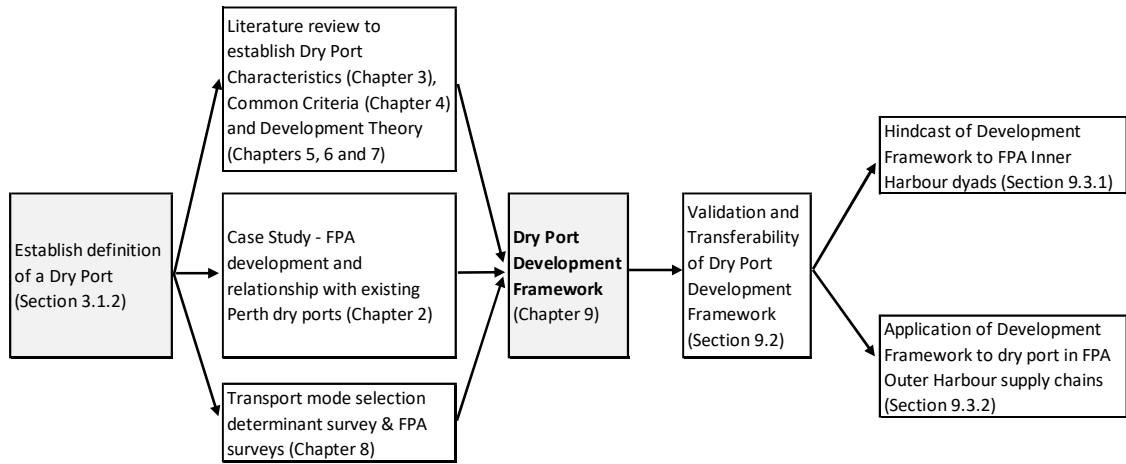 Establish definition
of a Dry Port
(Section 3.1.2)
Literature review to
establish Dry Port
Characteristics (Chapter 3),
Common Criteria (Chapter 4)
and Development Theory
(Chapters 5, 6 and 7)
Case Study - FPA
development and
relationship with existing
Perth dry ports (Chapter 2)
Transport mode selection
determinant survey & FPA
surveys (Chapter 8)
Dry Port
Development
Framework
(Chapter 9)
Validation and
Transferability
of Dry Port
Development
Framework
(Section 9.2)
Hindcast of Development
Framework to FPA Inner
Harbour dyads (Section 9.3.1)
Application of Development
Framework to dry port in FPA
Outer Harbour supply chains
(Section 9.3.2)